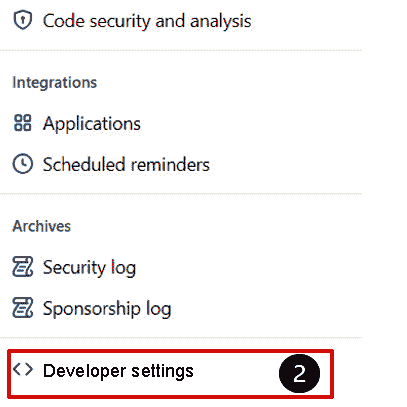 Code security and analysis
Integrations
Applications
Scheduled reminders
Archives
Security log
Sponsorship log
Developer settings 2